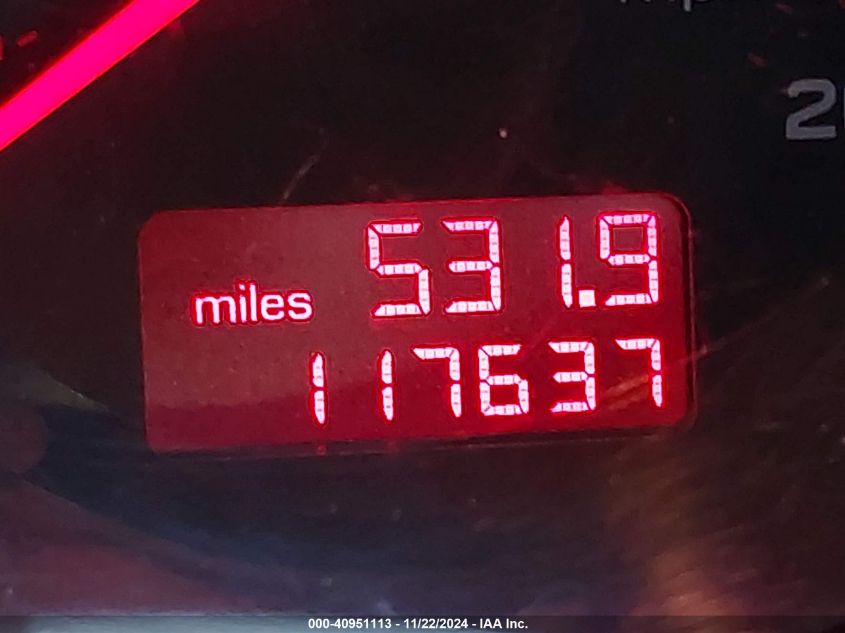 531.9
miles
117637
000-40951113 - 11/22/2024 - IAA Inc.